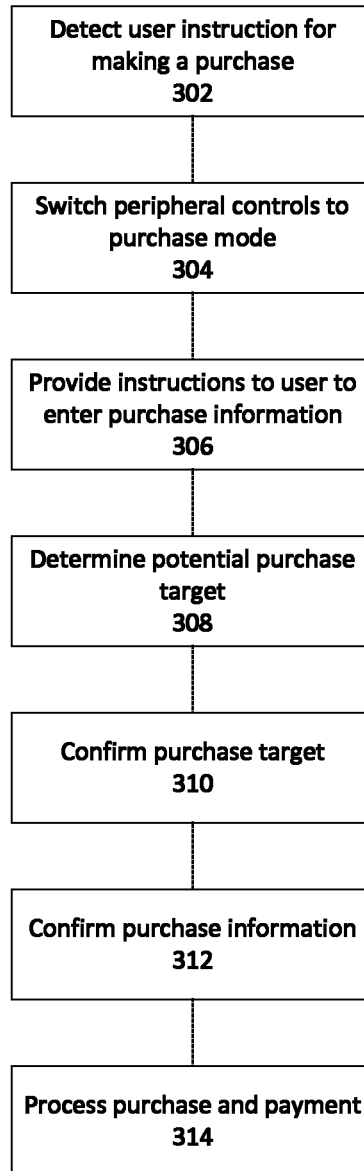 Detect user instruction for
making a purchase
302
Switch peripheral controls to
purchase mode
304
Provide instructions to user to
enter purchase information
306
Determine potential purchase
target
308
Confirm purchase target
310
Confirm purchase information
312
Process purchase and payment
314